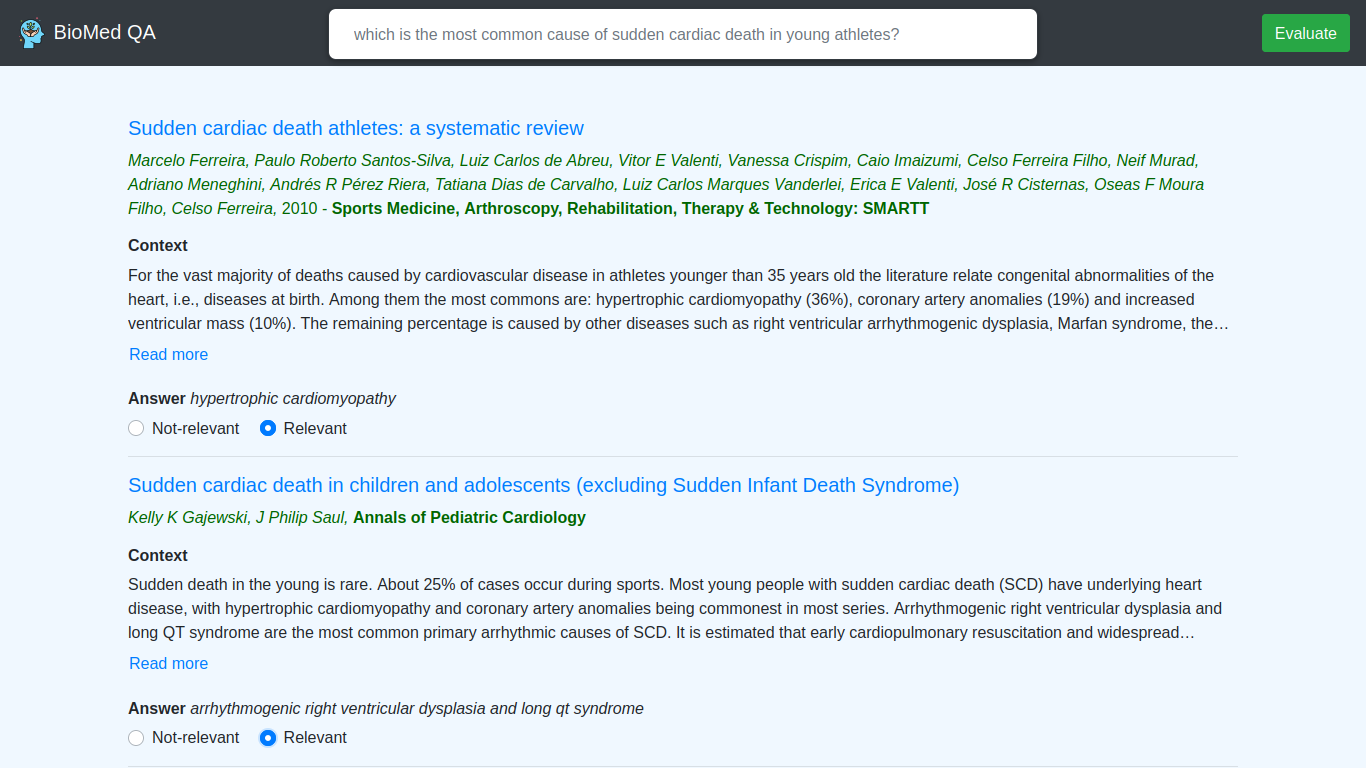 BioMed QA
which is the most common cause of sudden cardiac death in young athletes?
Evaluate
Sudden cardiac death athletes: a systematic review
Marcelo Ferreira, Paulo Roberto Santos-Silva, Luiz Carlos de Abreu, Vitor E Valenti, Vanessa Crispim, Caio Imaizumi, Celso Ferreira Filho, Neif Murad,
Adriano Meneghini, Andrés R Pérez Riera, Tatiana Dias de Carvalho, Luiz Carlos Marques Vanderlei, Erica E Valenti, José R Cisternas, Oseas F Moura
Filho, Celso Ferreira, 2010 - Sports Medicine, Arthroscopy, Rehabilitation, Therapy & Technology: SMARTT
Context
For the vast majority of deaths caused by cardiovascular disease in athletes younger than 35 years old the literature relate congenital abnormalities of the
heart, i.e., diseases at birth. Among them the most commons are: hypertrophic cardiomyopathy (36%), coronary artery anomalies (19%) and increased
ventricular mass (10%). The remaining percentage is caused by other diseases such as right ventricular arrhythmogenic dysplasia, Marfan syndrome, the…
Read more
Answer hypertrophic cardiomyopathy
Not-relevant Relevant
Sudden cardiac death in children and adolescents (excluding Sudden Infant Death Syndrome)
Kelly K Gajewski, J Philip Saul, Annals of Pediatric Cardiology
Context
Sudden death in the young is rare. About 25% of cases occur during sports. Most young people with sudden cardiac death (SCD) have underlying heart
disease, with hypertrophic cardiomyopathy and coronary artery anomalies being commonest in most series. Arrhythmogenic right ventricular dysplasia and
long QT syndrome are the most common primary arrhythmic causes of SCD. It is estimated that early cardiopulmonary resuscitation and widespread…
Read more
Answer arrhythmogenic right ventricular dysplasia and long qt syndrome
Not-relevant Relevant